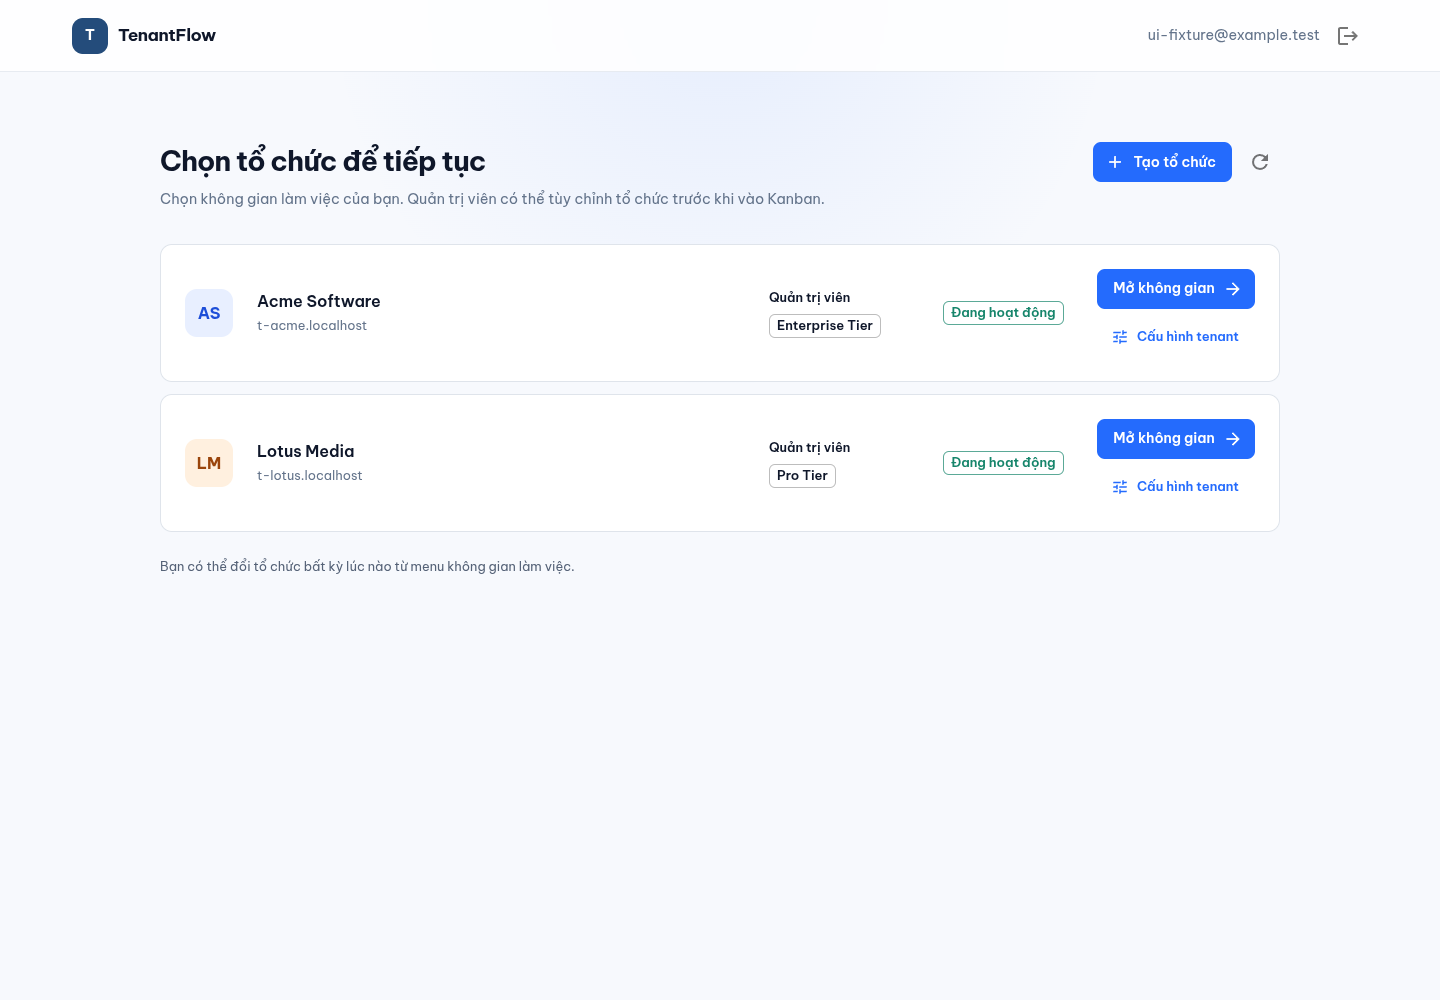 T TenantFlow
ui-fixture@example.test
Chọn tổ chức để tiếp tục
Tạo tổ chức
Chọn không gian làm việc của bạn. Quản trị viên có thể tùy chỉnh tổ chức trước khi vào Kanban.
AS
Acme Software
t-acme.localhost
Quản trị viên
Enterprise Tier
Đang hoạt động
Mở không gian
Cấu hình tenant
LM
Lotus Media
t-lotus.localhost
Quản trị viên
Pro Tier
Đang hoạt động
Mở không gian
Cấu hình tenant
Bạn có thể đổi tổ chức bất kỳ lúc nào từ menu không gian làm việc.